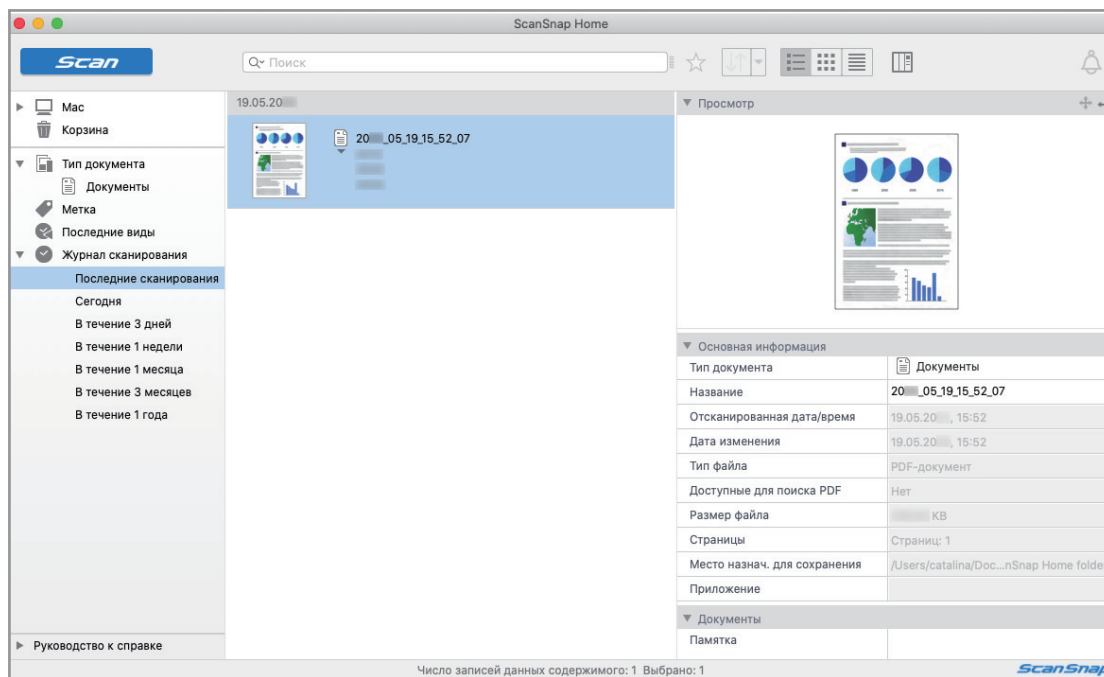 ScanSnap Home
Scan
Поиск
Mac
Корзина
Тип документа
Документы
Метка
Последние виды
Журнал сканирования
Последние сканирования
Сегодня
В течение 3 дней
В течение 1 недели
В течение 1 месяца
В течение 3 месяцев
В течение 1 года
Руководство к справке
19.05.20
20 _05_19_15_52_07
Просмотр
Основная информация
Тип документа Документы
Название 20 _05_19_15_52_07
Отсканированная дата/время 19.05.20 , 15:52
Дата изменения 19.05.20 , 15:52
Тип файла PDF-документ
Доступные для поиска PDF Нет
Размер файла KB
Страницы Страниц: 1
Место назнач. для сохранения /Users/catalina/Doc...nSnap Home folde
Приложение
Документы
Памятка
Число записей данных содержимого: 1 Выбрано: 1
ScanSnap